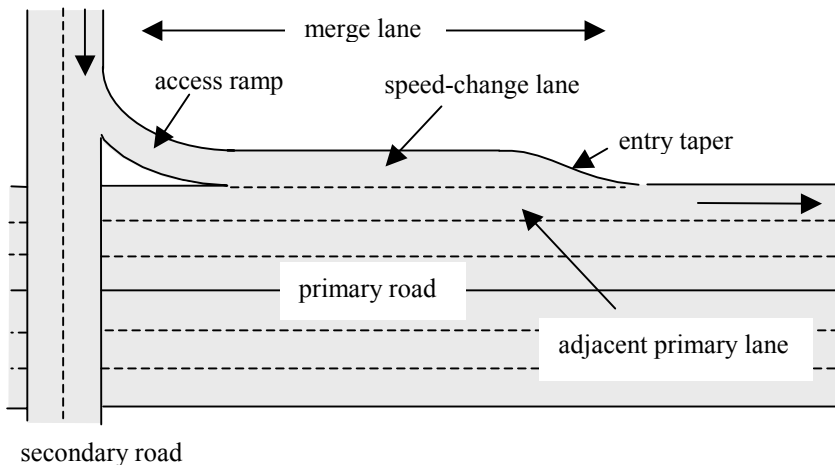 merge lane
access ramp
speed-change lane
entry taper
primary road
adjacent primary lane
secondary road